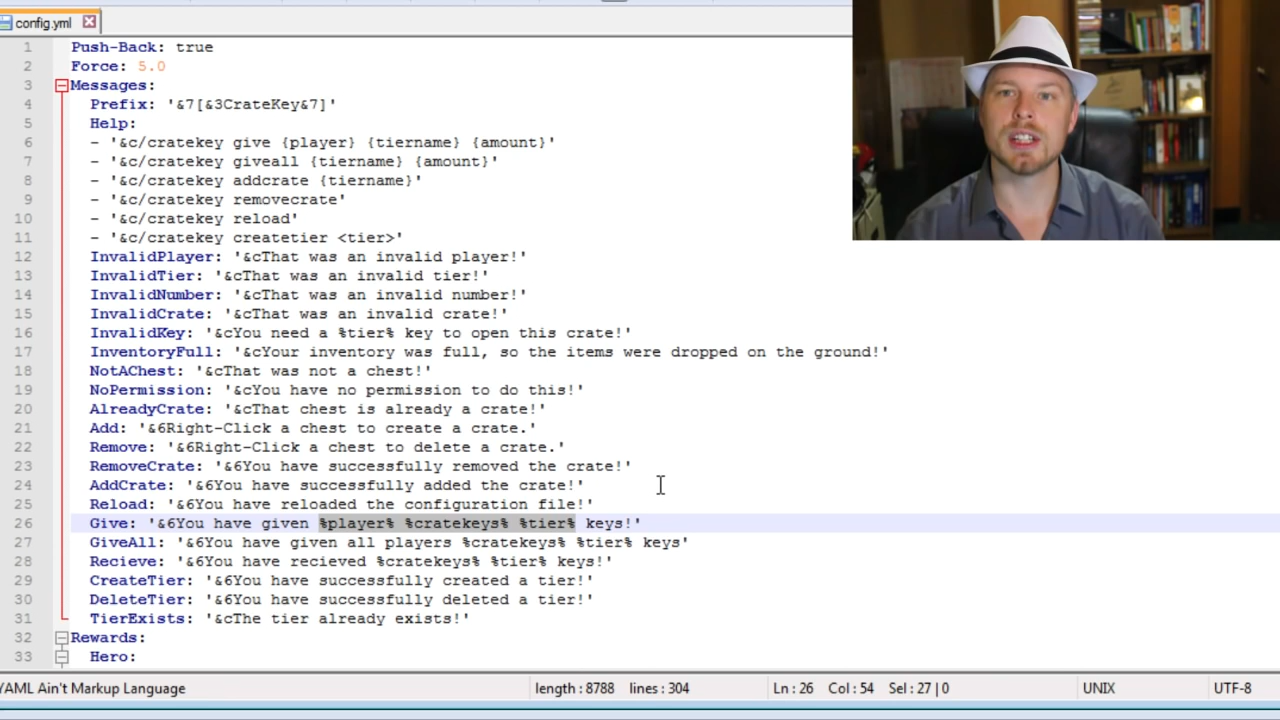 config.yml
1 Push-Back: true
2 Force: 5.0
3 Messages:
4 Prefix: '&7[&3CrateKey&7]'
5 Help:
6 - '&c/cratekey give {player} {tiername} {amount}'
7 - '&c/cratekey giveall {tiername} {amount}'
8 - '&c/cratekey addcrate {tiername}'
9 - '&c/cratekey removecrate'
10 - '&c/cratekey reload'
11 - '&c/cratekey createtier <tier>'
12 InvalidPlayer: '&cThat was an invalid player!'
13 InvalidTier: '&cThat was an invalid tier!'
14 InvalidNumber: '&cThat was an invalid number!'
15 InvalidCrate: '&cThat was an invalid crate!'
16 InvalidKey: '&cYou need a %tier% key to open this crate!'
17 InventoryFull: '&cYour inventory was full, so the items were dropped on the ground!'
18 NotAChest: '&cThat was not a chest!'
19 NoPermission: '&cYou have no permission to do this!'
20 AlreadyCrate: '&cThat chest is already a crate!'
21 Add: '&6Right-Click a chest to create a crate.'
22 Remove: '&6Right-Click a chest to delete a crate.'
23 RemoveCrate: '&6You have successfully removed the crate!'
24 AddCrate: '&6You have successfully added the crate!'
25 Reload: '&6You have reloaded the configuration file!'
26 Give: '&6You have given %player% %cratekeys% %tier% keys!'
27 GiveAll: '&6You have given all players %cratekeys% %tier% keys'
28 Recieve: '&6You have recieved %cratekeys% %tier% keys!'
29 CreateTier: '&6You have successfully created a tier!'
30 DeleteTier: '&6You have successfully deleted a tier!'
31 TierExists: '&cThe tier already exists!'
32 Rewards:
33 Hero:
YAML Ain't Markup Language length : 8788 lines : 304 Ln : 26 Col : 54 Sel : 27 | 0 UNIX UTF-8